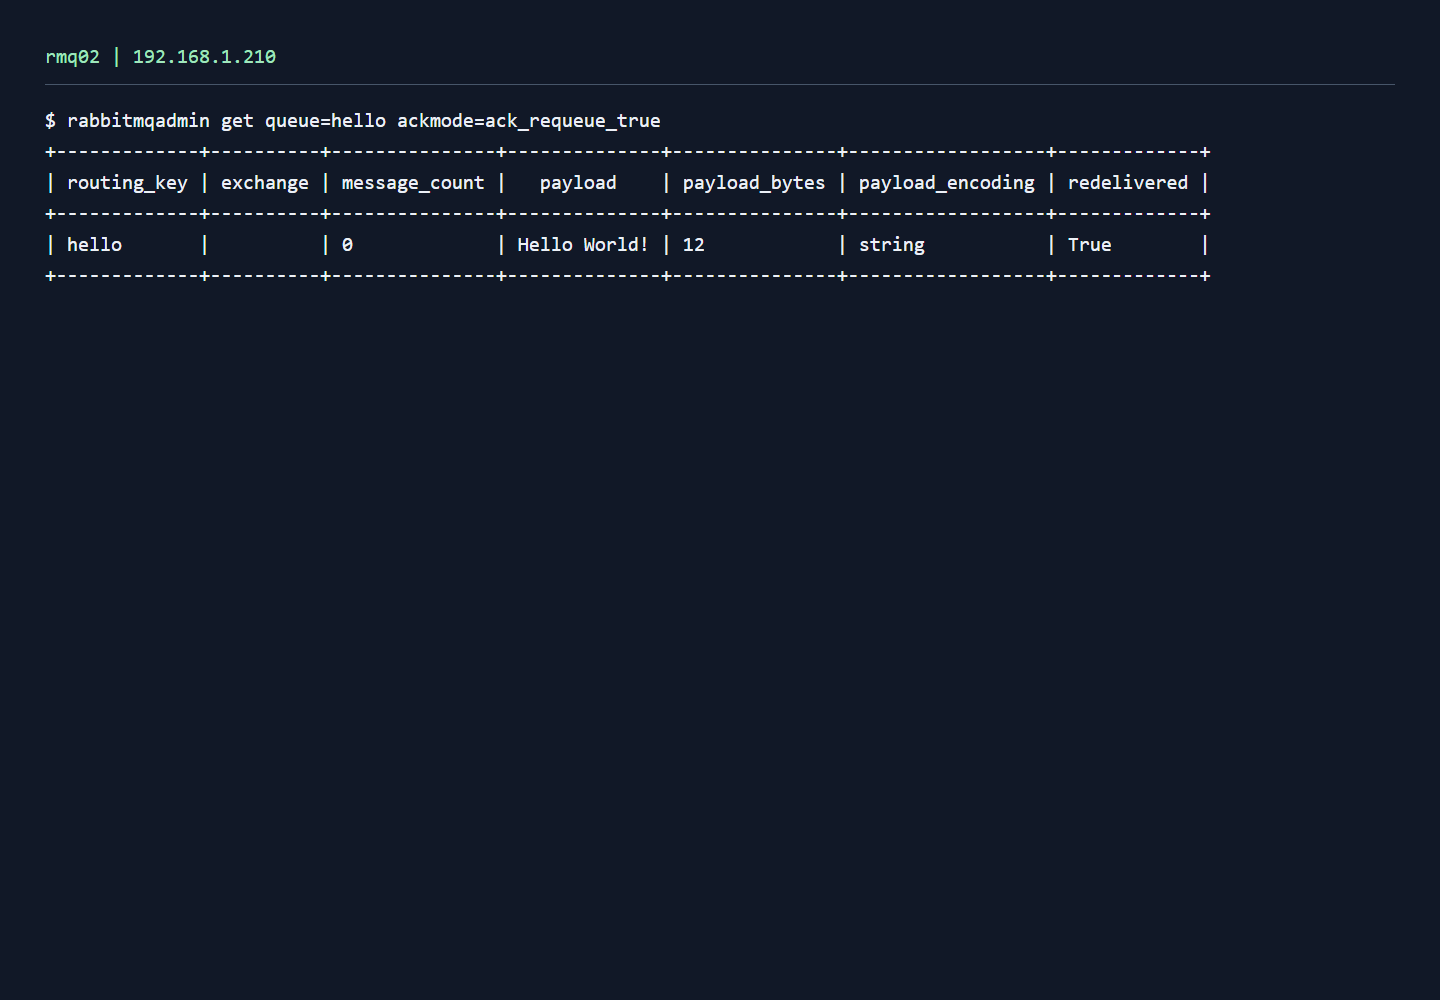 rmq02 | 192.168.1.210
$ rabbitmqadmin get queue=hello ackmode=ack_requeue_true
+-------------+----------+---------------+--------------+---------------+------------------+-------------+
| routing_key | exchange | message_count |   payload    | payload_bytes | payload_encoding | redelivered |
+-------------+----------+---------------+--------------+---------------+------------------+-------------+
| hello       |          | 0             | Hello World! | 12            | string           | True        |
+-------------+----------+---------------+--------------+---------------+------------------+-------------+